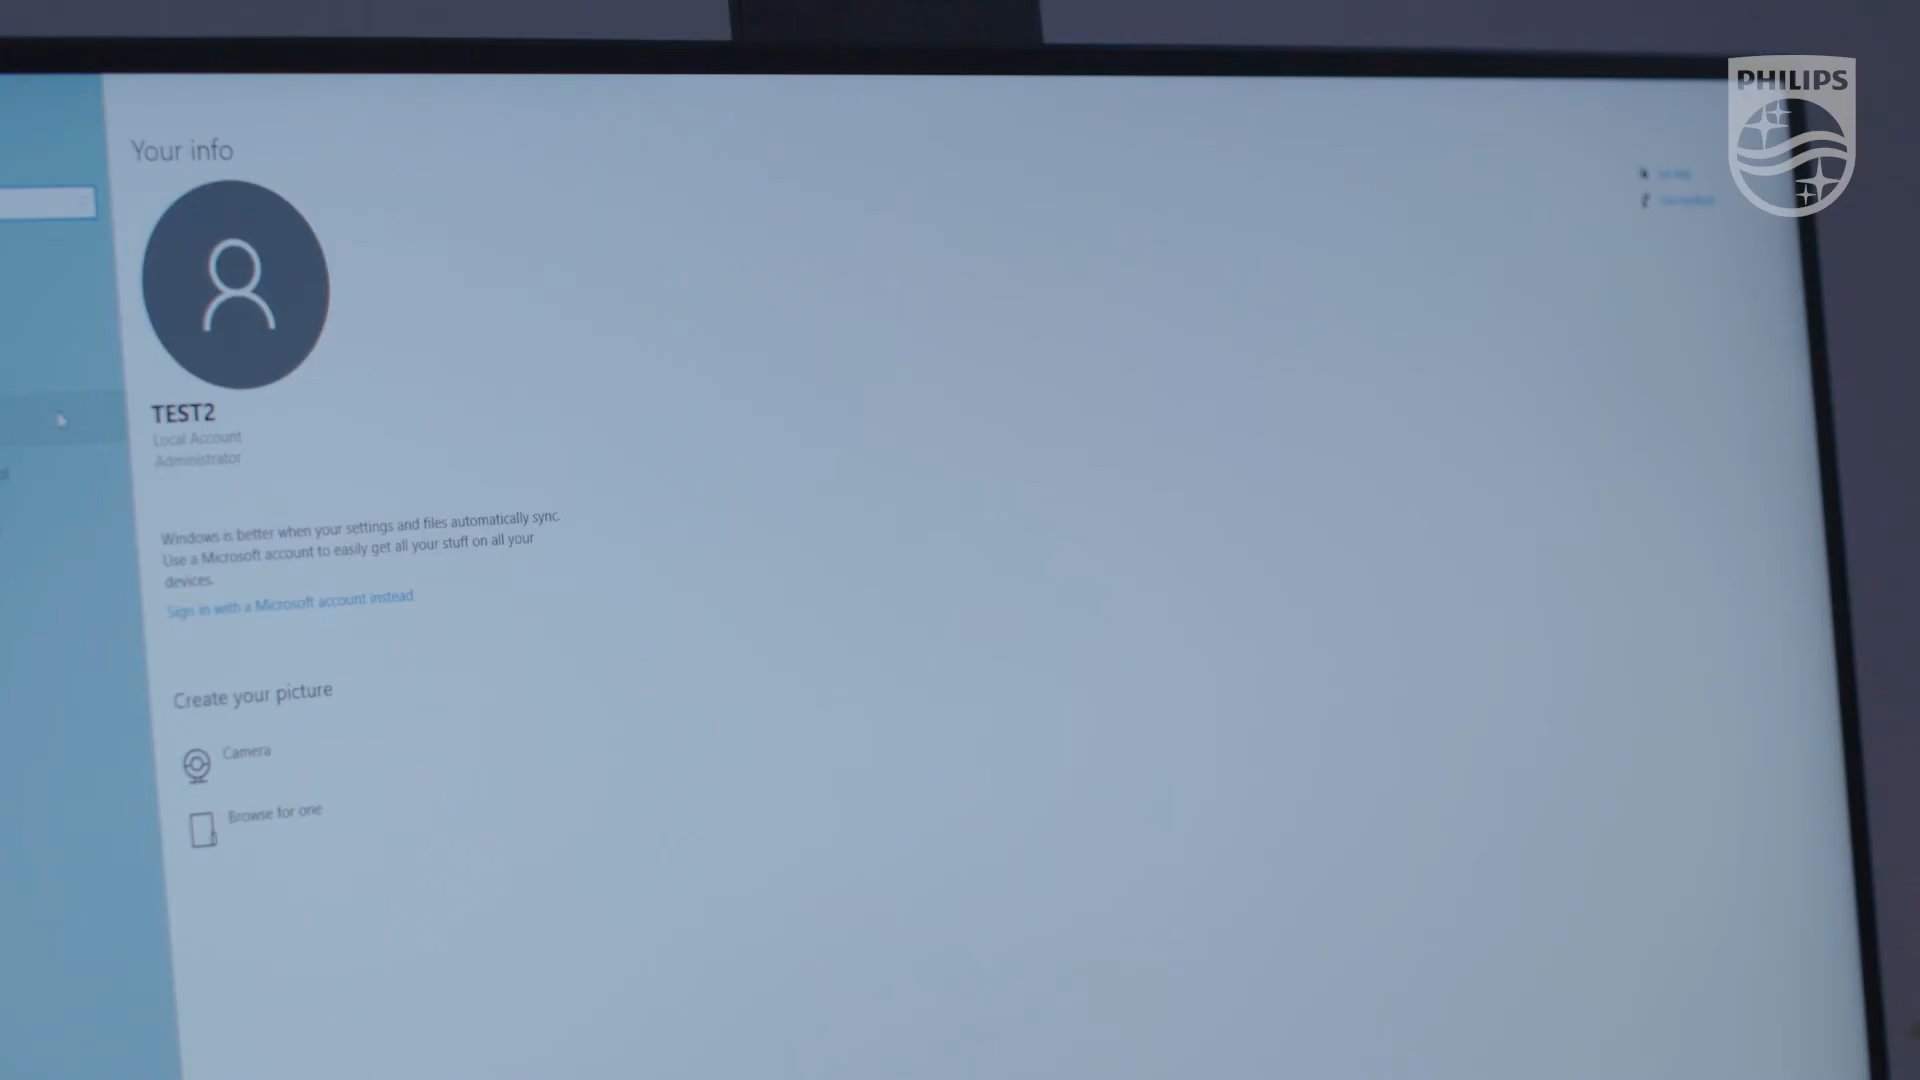 PHILIPS
Your info
TEST2
Local Account
Administrator
Windows is better when your settings and files automatically sync.
Use a Microsoft account to easily get all your stuff on all your
devices.
Sign in with a Microsoft account instead
Create your picture
Camera
Browse for one